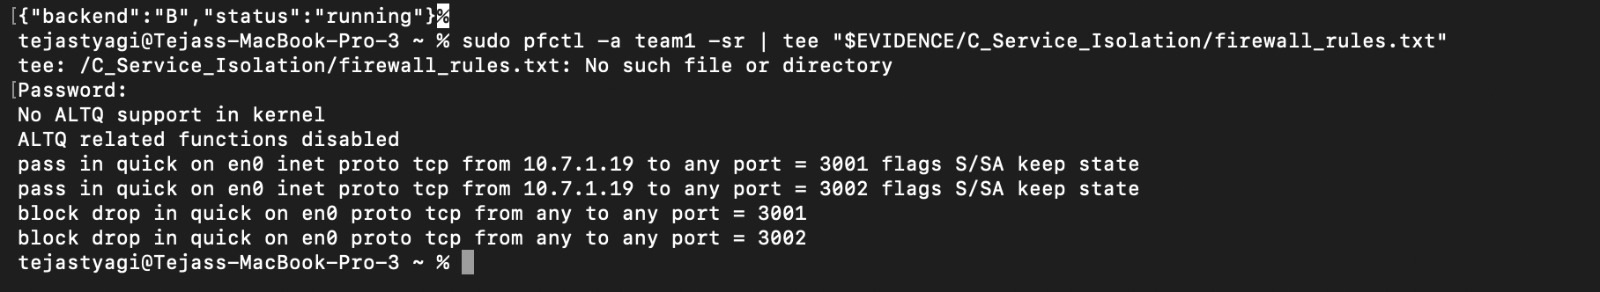 [{"backend":"B","status":"running"}%
tejastyagi@Tejass-MacBook-Pro-3 ~ % sudo pfctl -a team1 -sr | tee "$EVIDENCE/C_Service_Isolation/firewall_rules.txt"
tee: /C_Service_Isolation/firewall_rules.txt: No such file or directory
[Password:
No ALTQ support in kernel
ALTQ related functions disabled
pass in quick on en0 inet proto tcp from 10.7.1.19 to any port = 3001 flags S/SA keep state
pass in quick on en0 inet proto tcp from 10.7.1.19 to any port = 3002 flags S/SA keep state
block drop in quick on en0 proto tcp from any to any port = 3001
block drop in quick on en0 proto tcp from any to any port = 3002
tejastyagi@Tejass-MacBook-Pro-3 ~ %